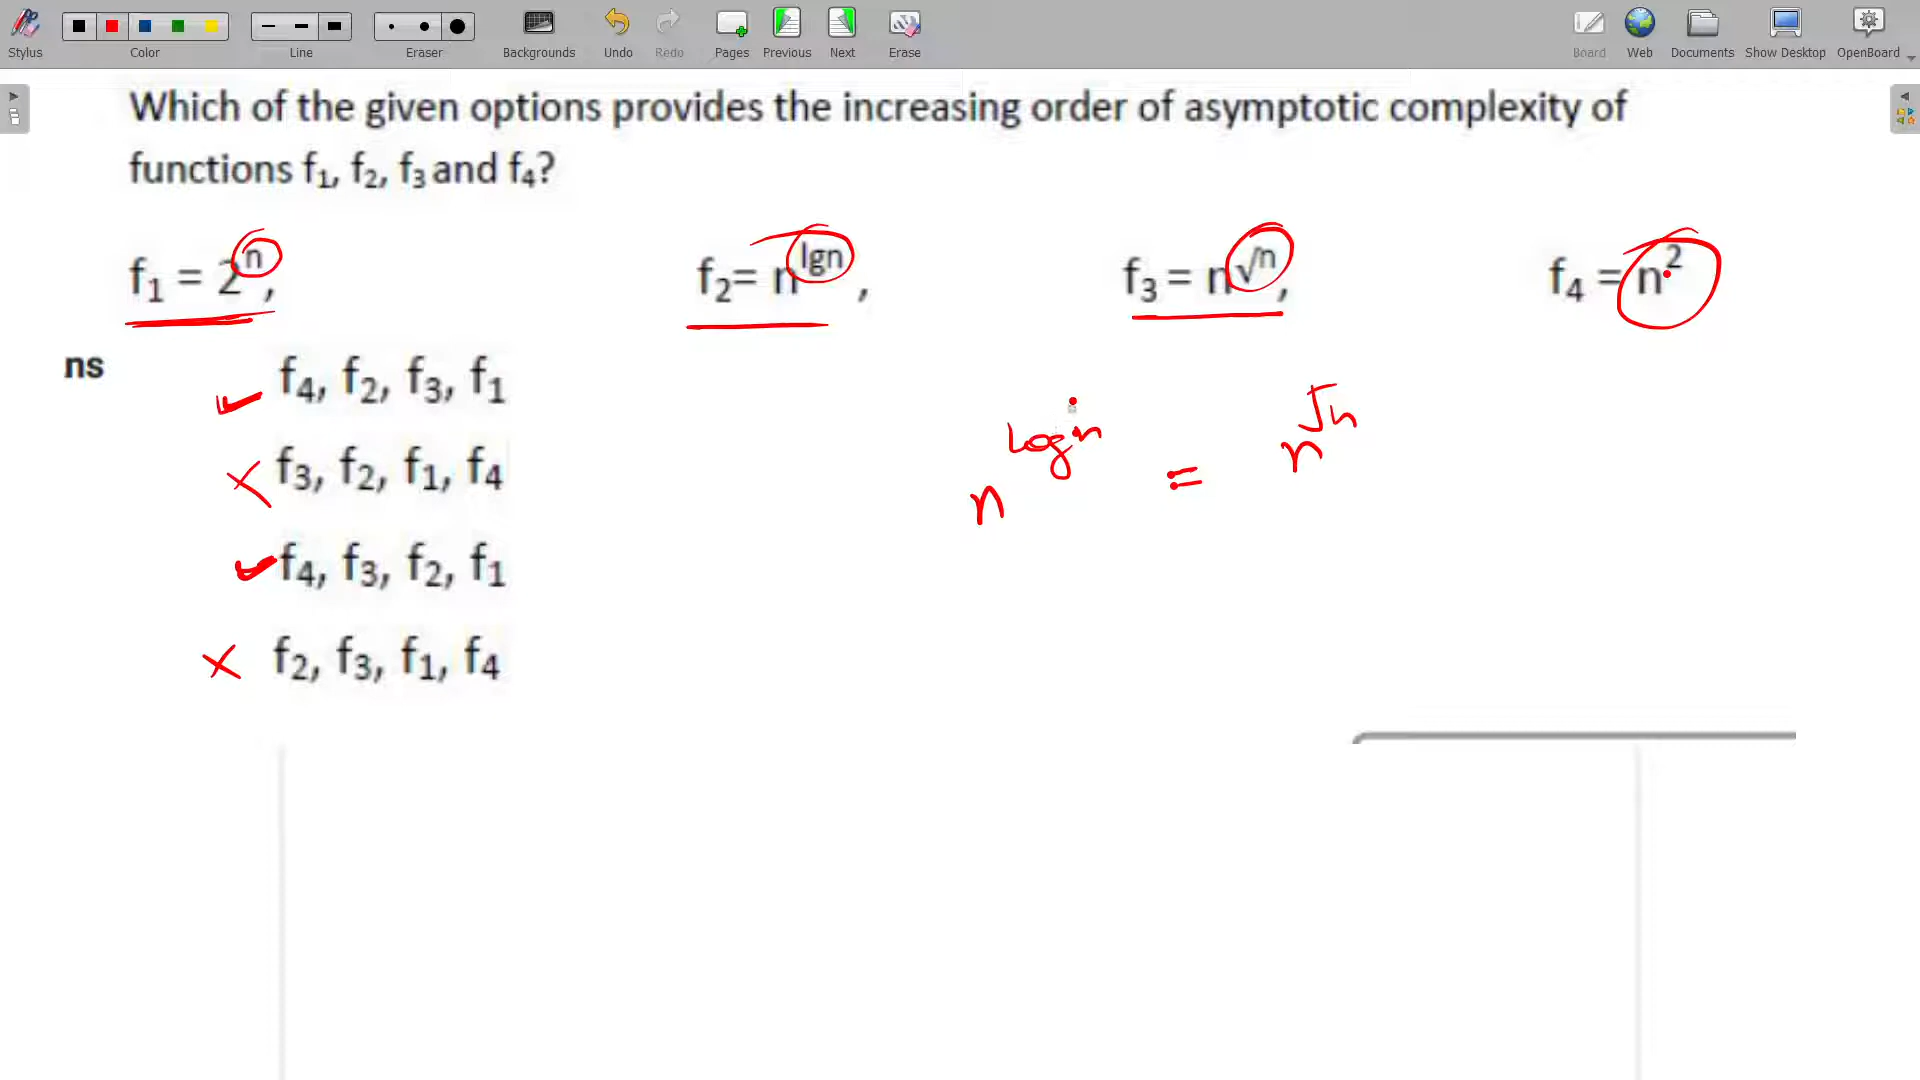 Stylus Color Line Eraser Backgrounds Undo Redo Pages Previous Next Erase Board Web Documents Show Desktop OpenBoard
Which of the given options provides the increasing order of asymptotic complexity of
functions f₁, f₂, f₃ and f₄?
f₁ = 2ⁿ, f₂= n^lgn , f₃ = n^√n, f₄ = n²
ns
f₄, f₂, f₃, f₁
f₃, f₂, f₁, f₄
f₄, f₃, f₂, f₁
f₂, f₃, f₁, f₄
n^logn = n^√n